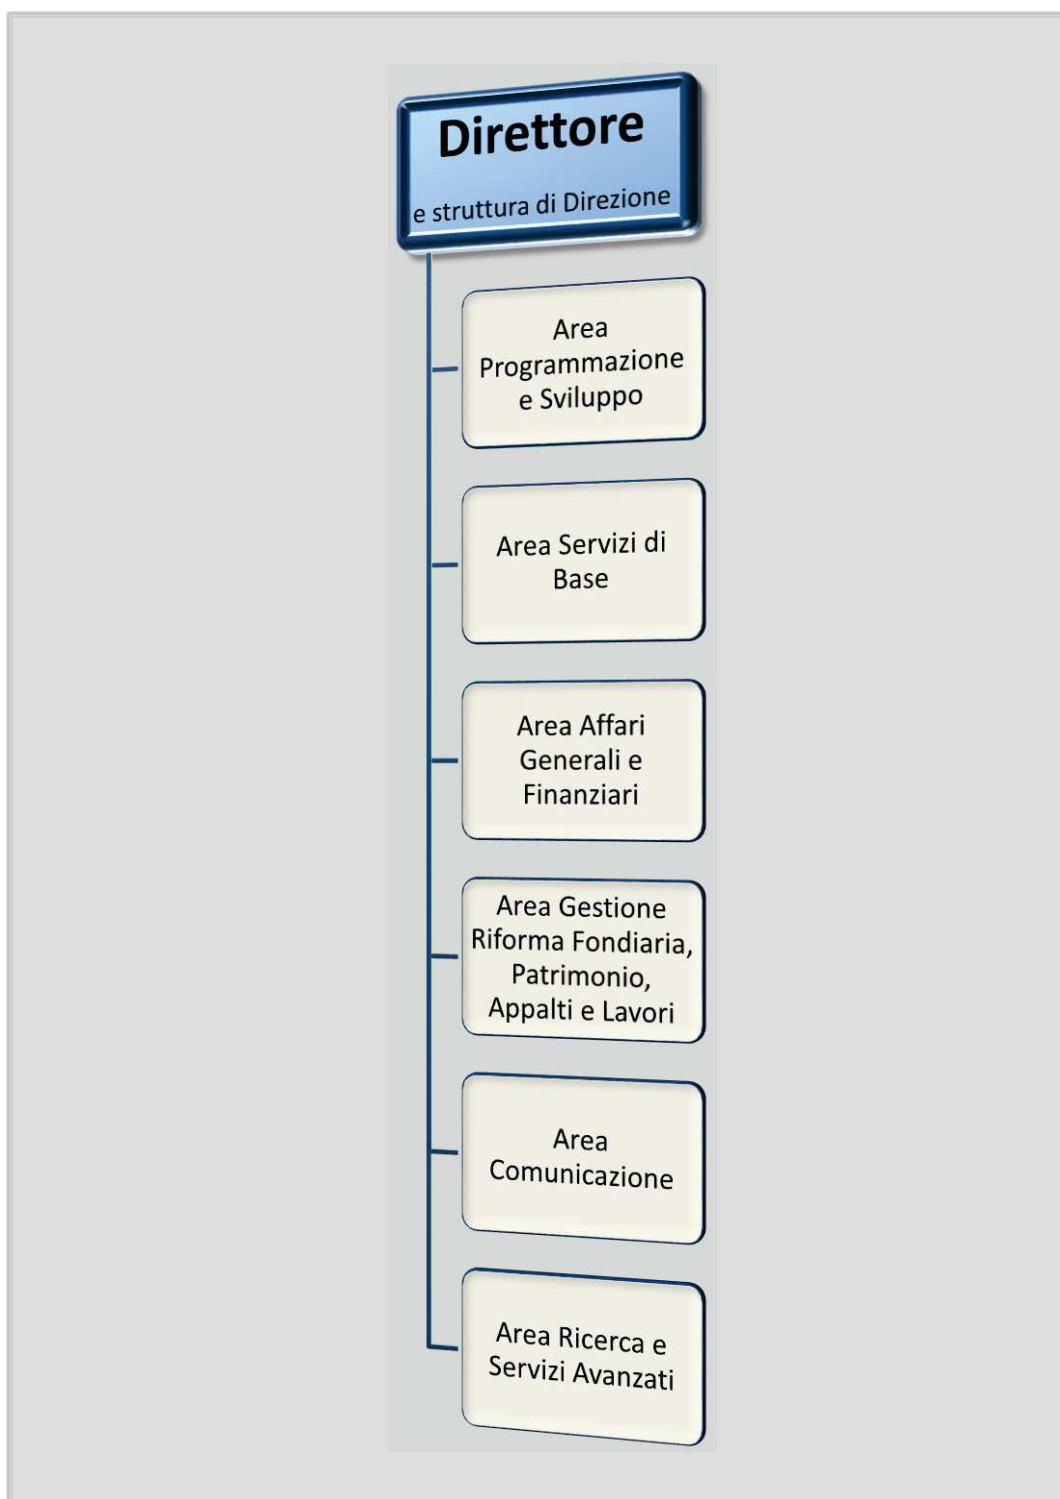 Direttore
e struttura di Direzione
Area
Programmazione
e Sviluppo
Area Servizi di
Base
Area Affari
Generali e
Finanziari
Area Gestione
Riforma Fondiaria,
Patrimonio,
Appalti e Lavori
Area
Comunicazione
Area Ricerca e
Servizi Avanzati